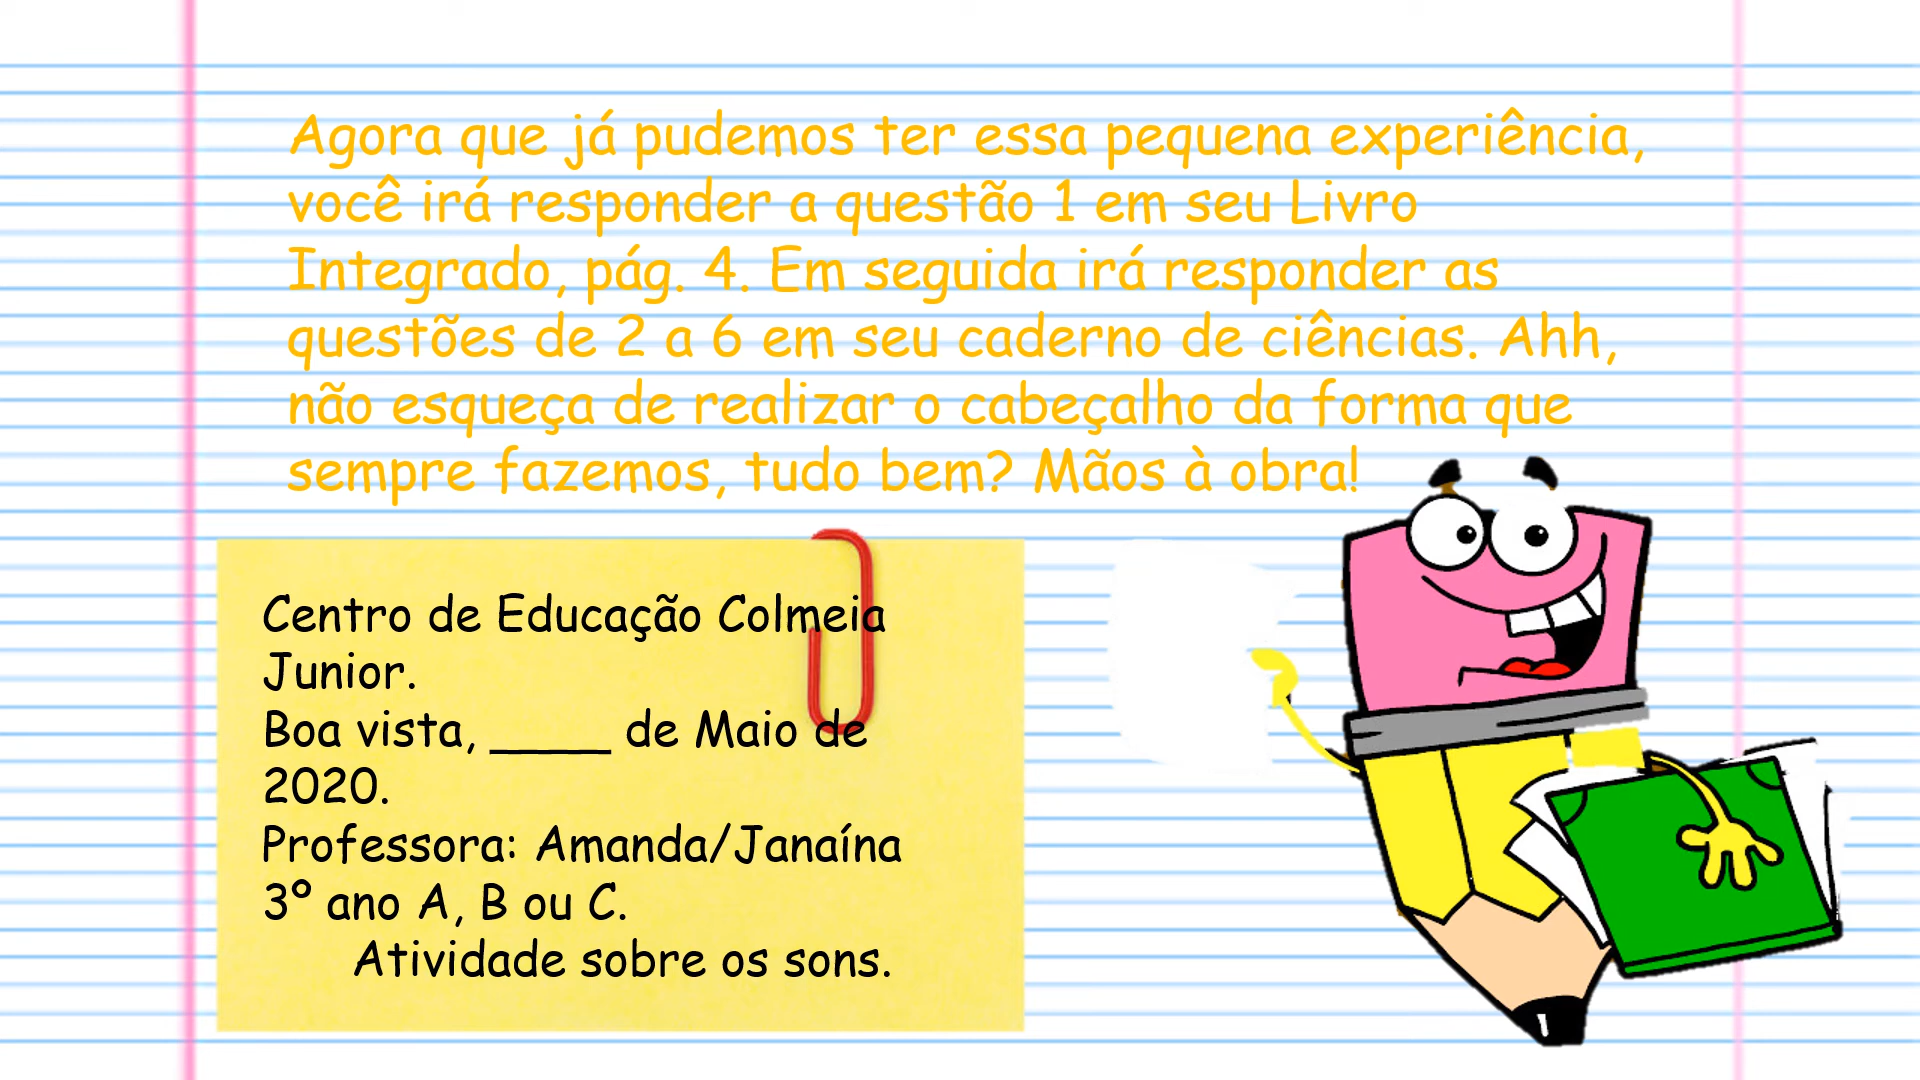 Agora que já pudemos ter essa pequena experiência,
você irá responder a questão 1 em seu Livro
Integrado, pág. 4. Em seguida irá responder as
questões de 2 a 6 em seu caderno de ciências. Ahh,
não esqueça de realizar o cabeçalho da forma que
sempre fazemos, tudo bem? Mãos à obra!
Centro de Educação Colmeia
Junior.
Boa vista, ____ de Maio de
2020.
Professora: Amanda/Janaína
3º ano A, B ou C.
Atividade sobre os sons.